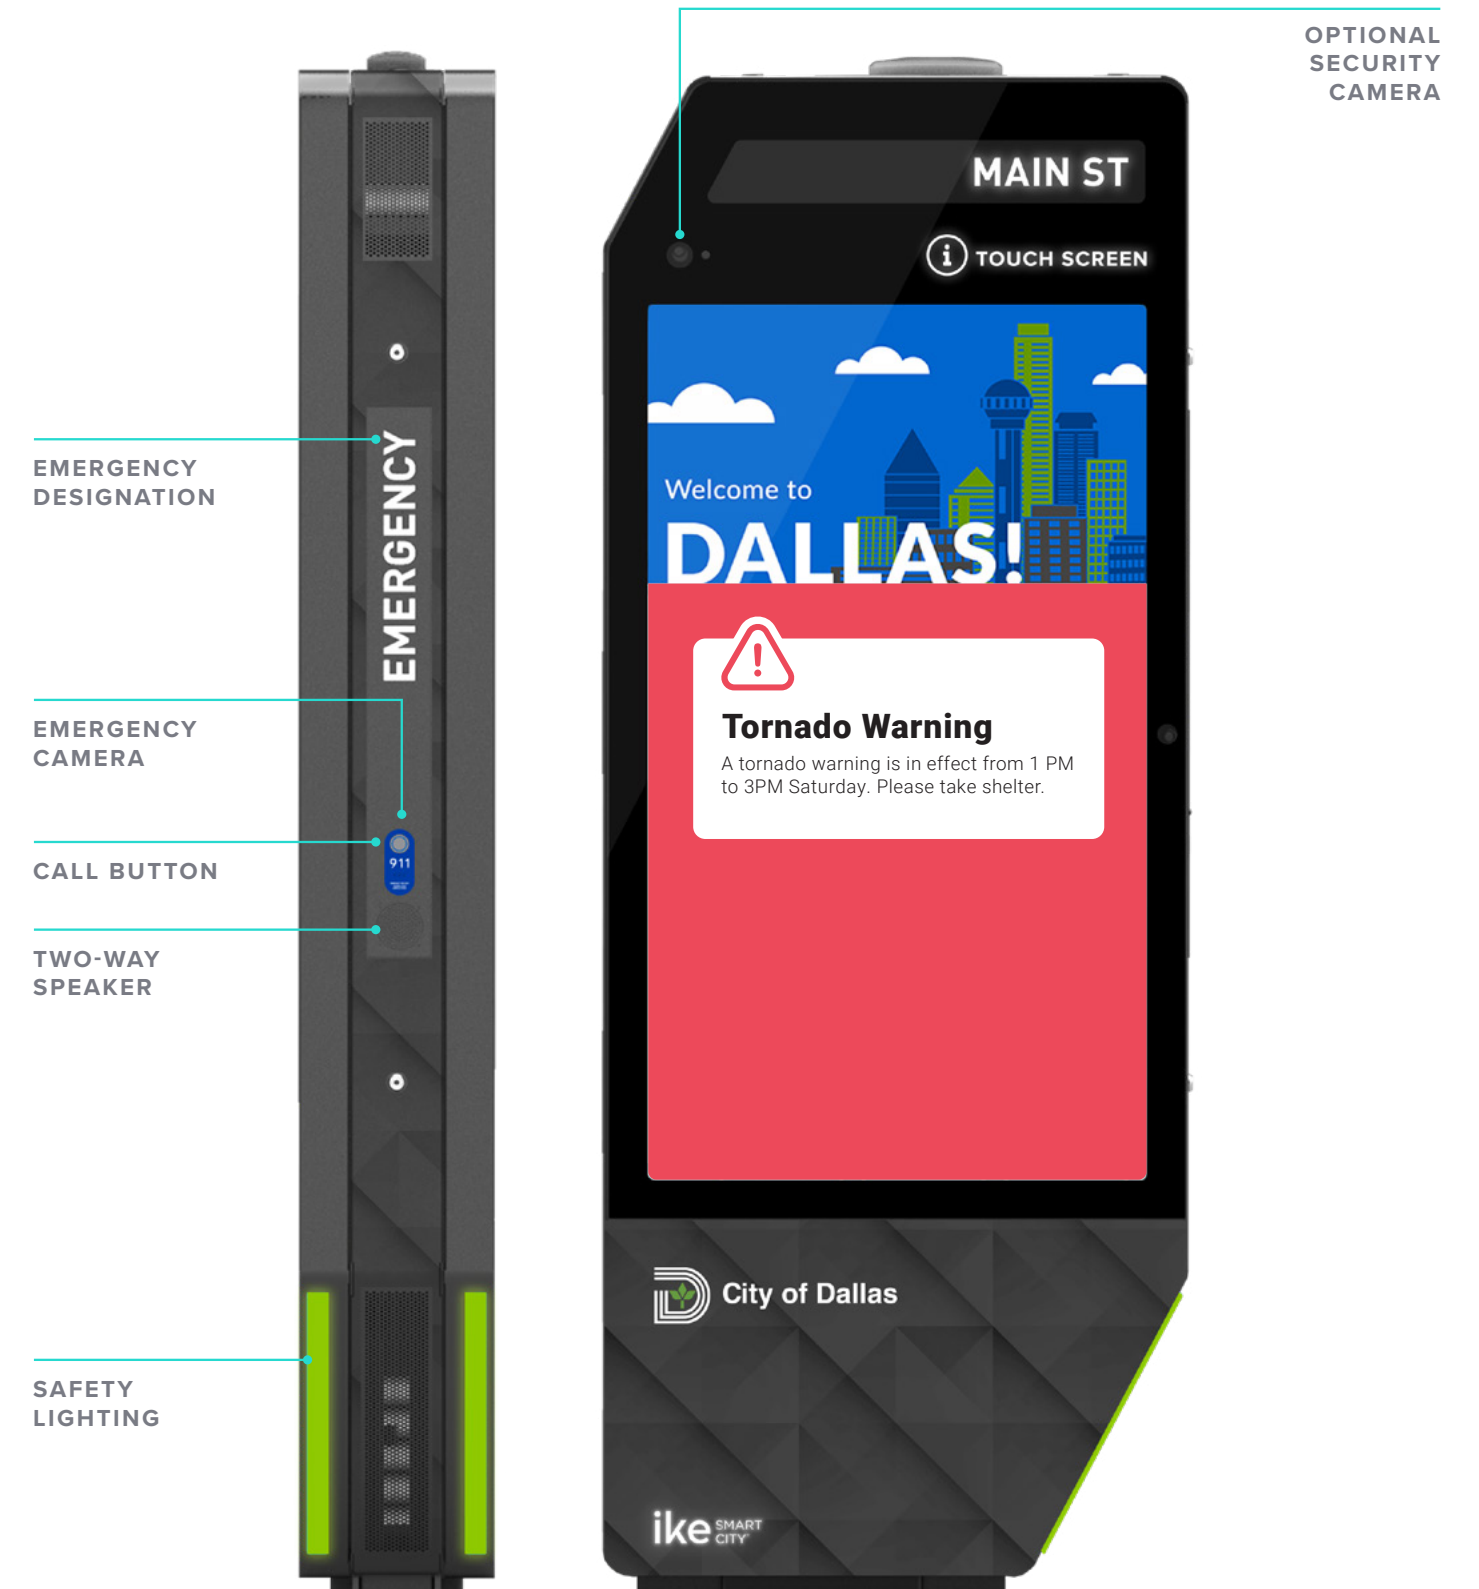 OPTIONAL
SECURITY
CAMERA
MAIN ST
i TOUCH SCREEN
EMERGENCY
DESIGNATION
EMERGENCY
Welcome to
DALLAS!
EMERGENCY
CAMERA
Tornado Warning
A tornado warning is in effect from 1 PM
to 3PM Saturday. Please take shelter.
CALL BUTTON
911
TWO-WAY
SPEAKER
City of Dallas
SAFETY
LIGHTING
ike SMART
CITY